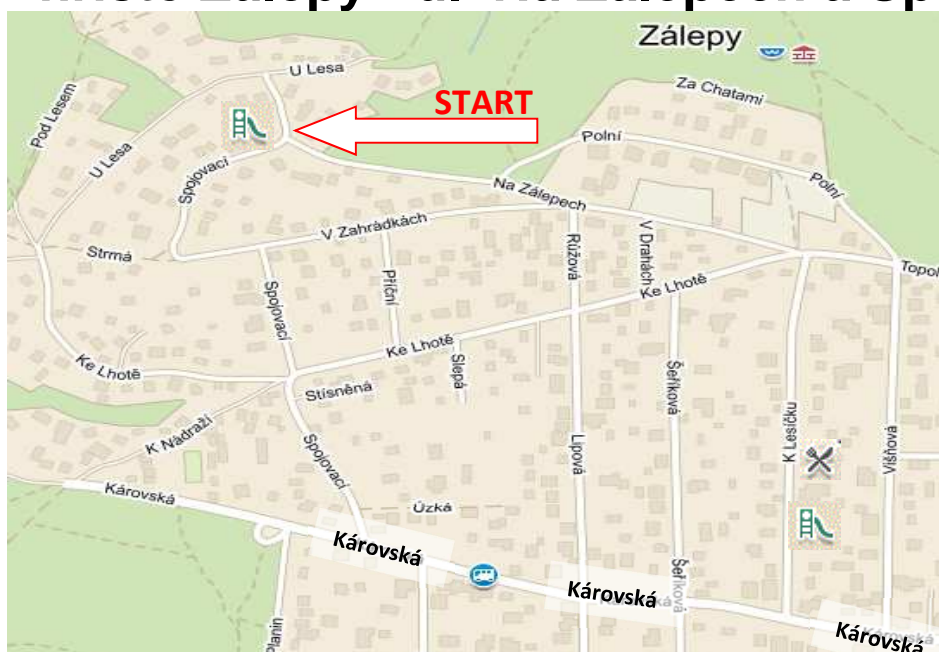 Zálepy
U Lesa
START
Za Chatami
Pod Lesem
U Lesa
Polní
Polní
Spojovací
Na Zálepech
V Zahrádkách
Růžová
V Drahách
Strmá
Příční
Topol
Spojovací
Ke Lhotě
Ke Lhotě
Ke Lhotě
Slepá
Stísněná
Šeříková
K Lesíčku
Višňová
K Nádraží
Spojovací
Lipová
Károvská
Úzká
Károvská
Šeříková
Károvská
Károvská